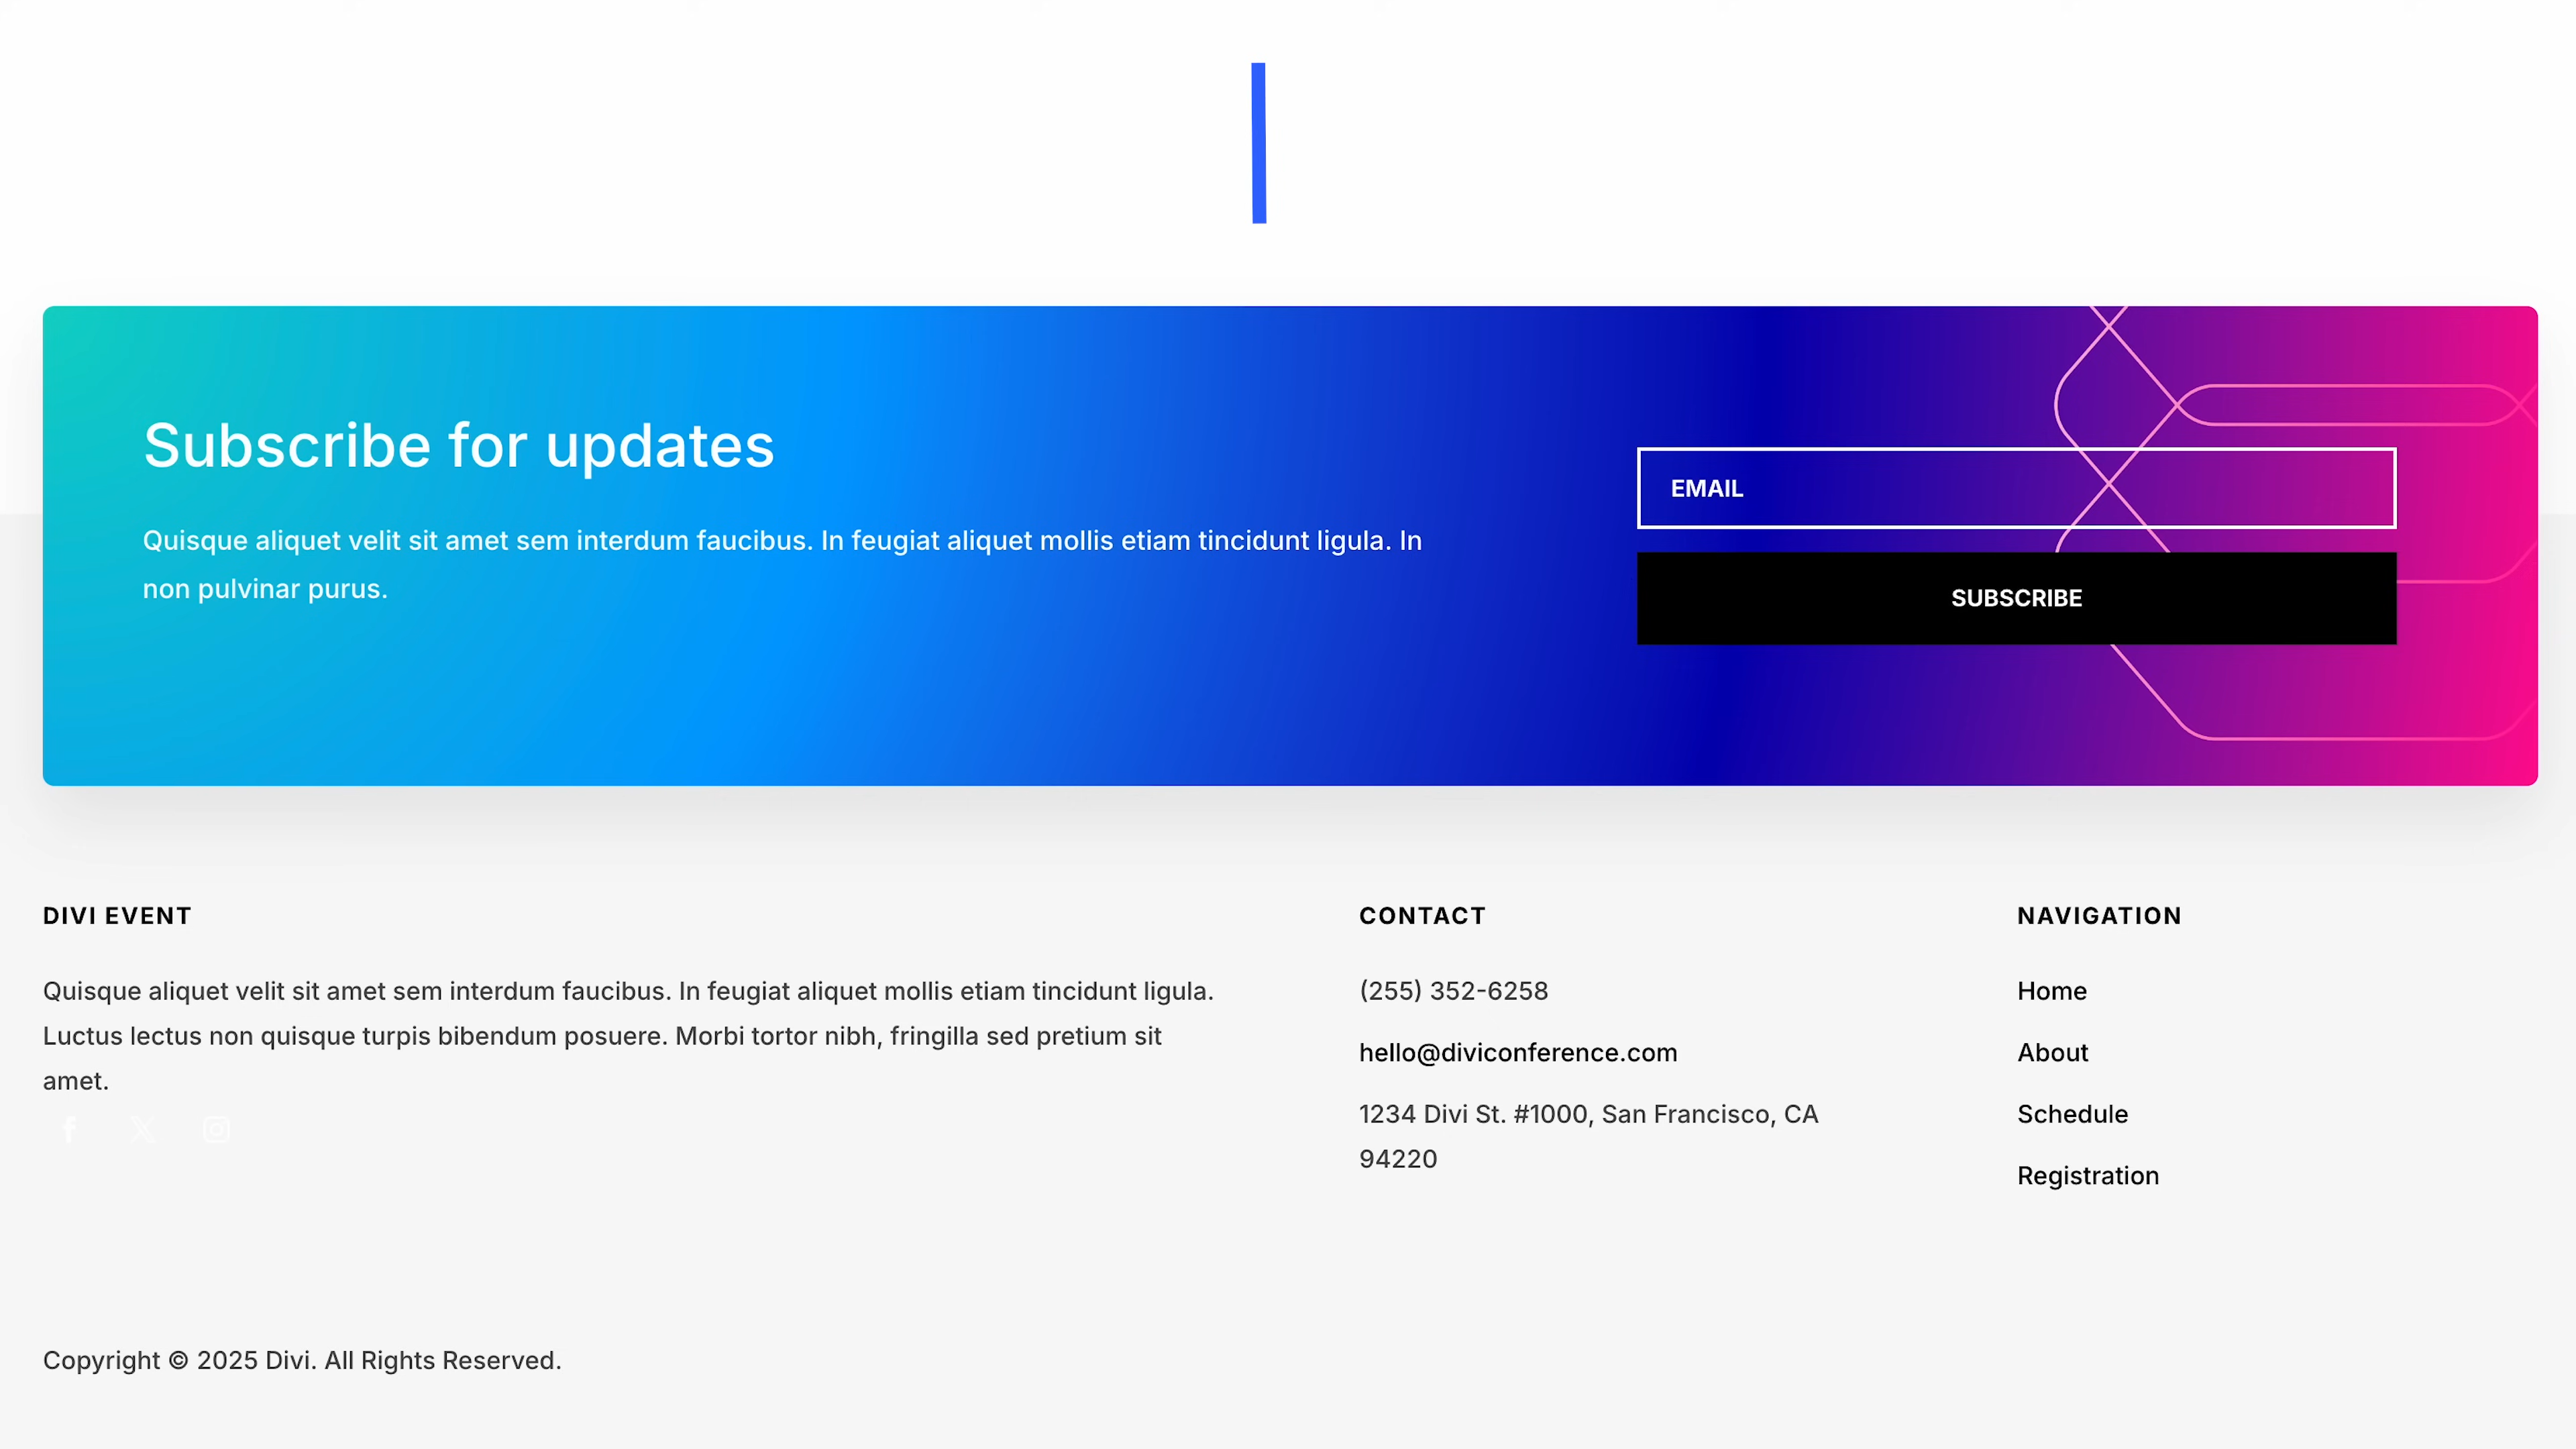 Subscribe for updates
Quisque aliquet velit sit amet sem interdum faucibus. In feugiat aliquet mollis etiam tincidunt ligula. In
non pulvinar purus.
EMAIL
SUBSCRIBE
DIVI EVENT
Quisque aliquet velit sit amet sem interdum faucibus. In feugiat aliquet mollis etiam tincidunt ligula.
Luctus lectus non quisque turpis bibendum posuere. Morbi tortor nibh, fringilla sed pretium sit
amet.
CONTACT
(255) 352-6258
hello@diviconference.com
1234 Divi St. #1000, San Francisco, CA
94220
NAVIGATION
Home
About
Schedule
Registration
Copyright © 2025 Divi. All Rights Reserved.